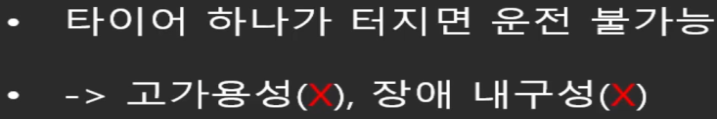 • 타이어 하나가 터지면 운전 불가능
• -> 고가용성(X), 장애 내구성(X)